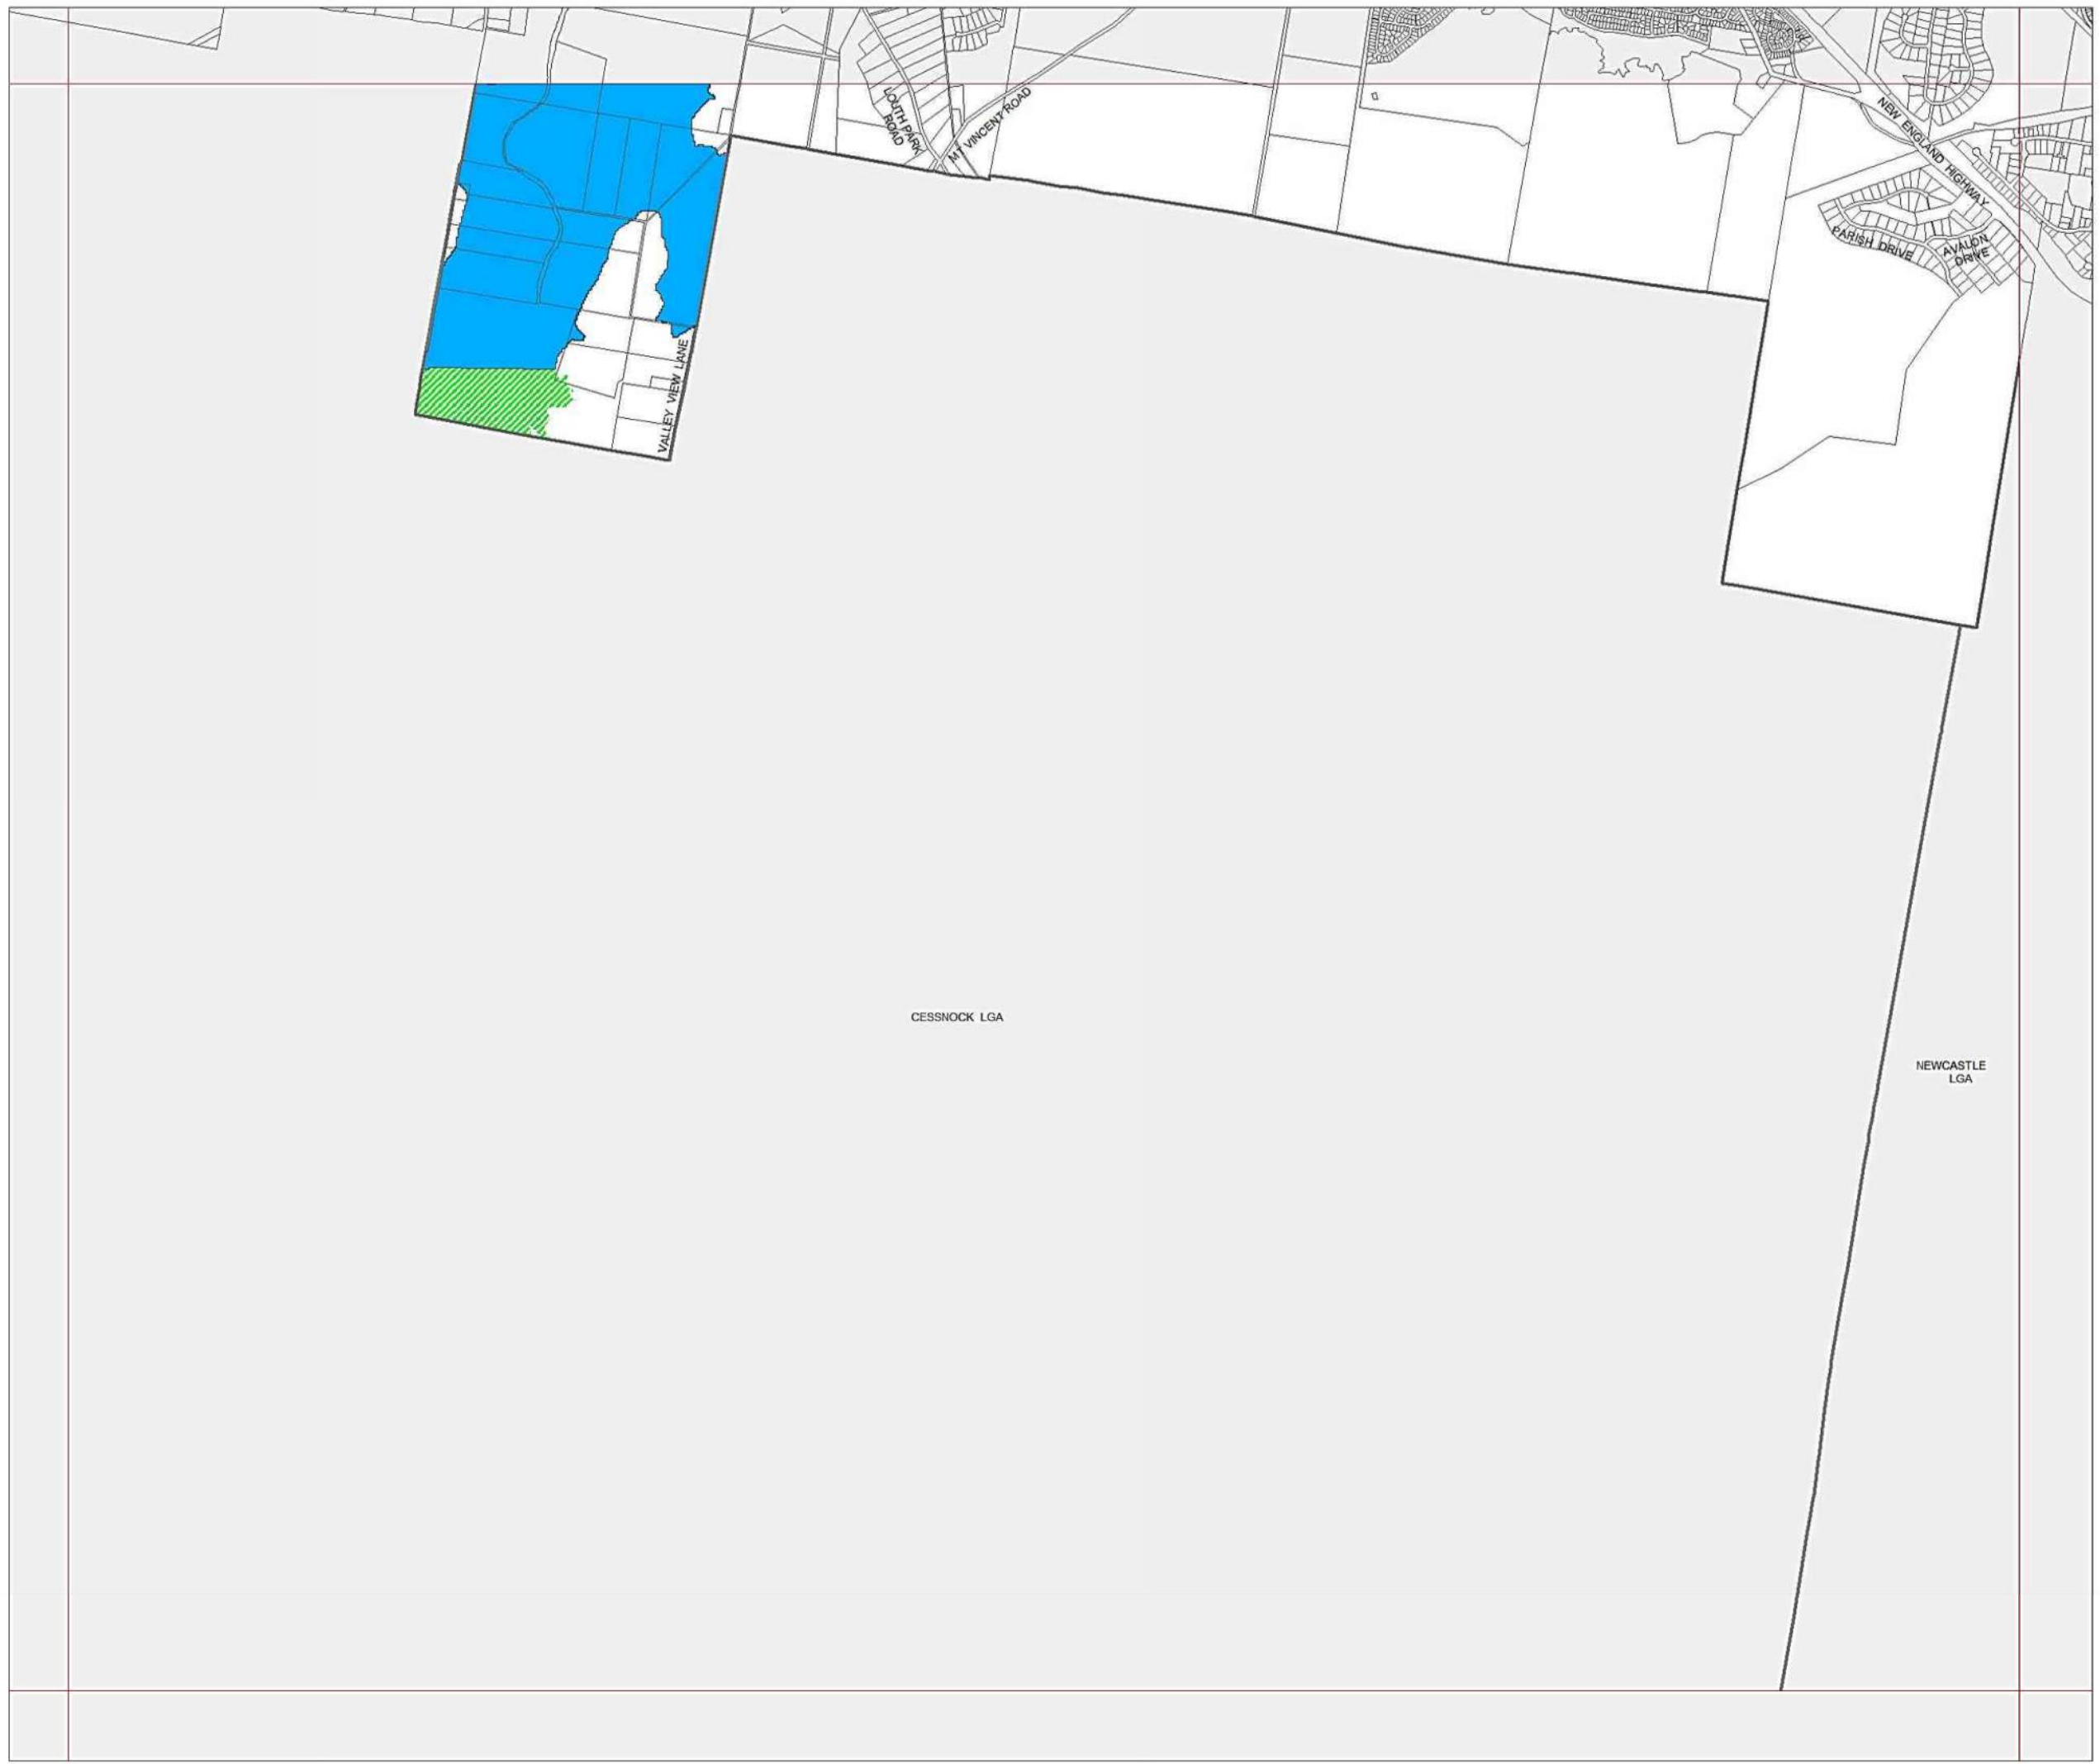 LOUTH PARK
ROAD
MT VINCENT ROAD
NEW ENGLAND HIGHWAY
PARISH DRIVE
AVALON
DRIVE
VALLEY VIEW LANE
CESSNOCK LGA
NEWCASTLE
LGA